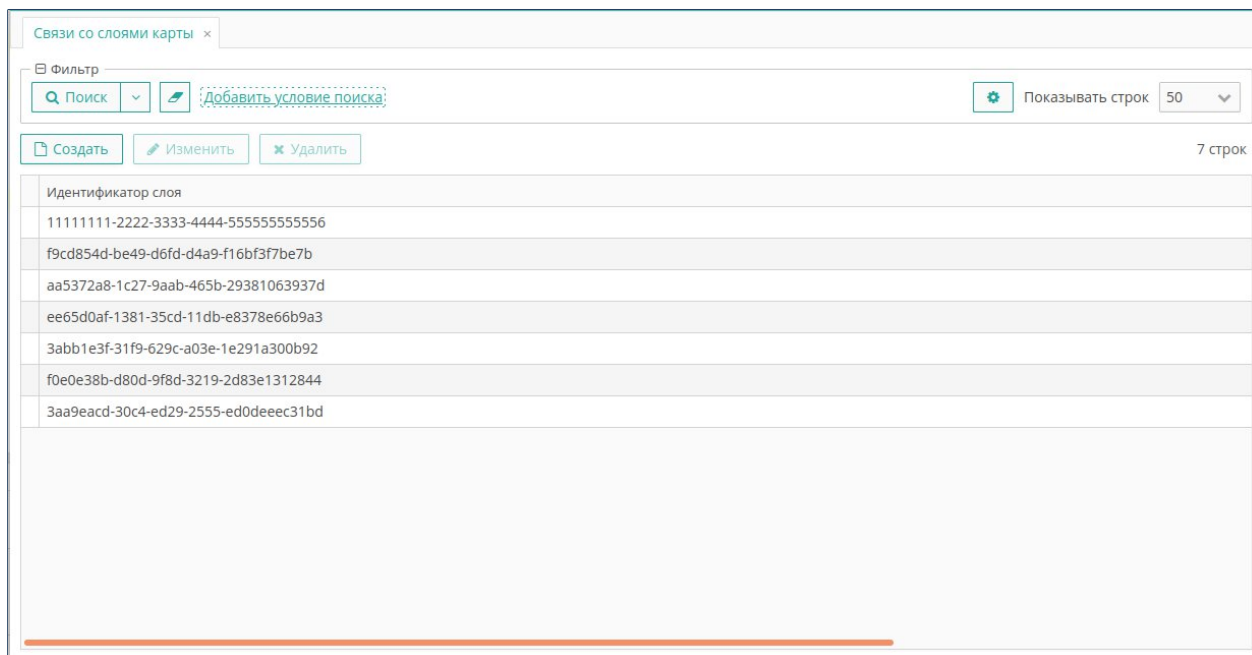 Связи со слоями карты ×
Фильтр
Поиск Добавить условие поиска Показывать строк 50
Создать Изменить Удалить 7 строк
Идентификатор слоя
11111111-2222-3333-4444-555555555556
f9cd854d-be49-d6fd-d4a9-f16bf3f7be7b
aa5372a8-1c27-9aab-465b-29381063937d
ee65d0af-1381-35cd-11db-e8378e66b9a3
3abb1e3f-31f9-629c-a03e-1e291a300b92
f0e0e38b-d80d-9f8d-3219-2d83e1312844
3aa9eacd-30c4-ed29-2555-ed0deeec31bd